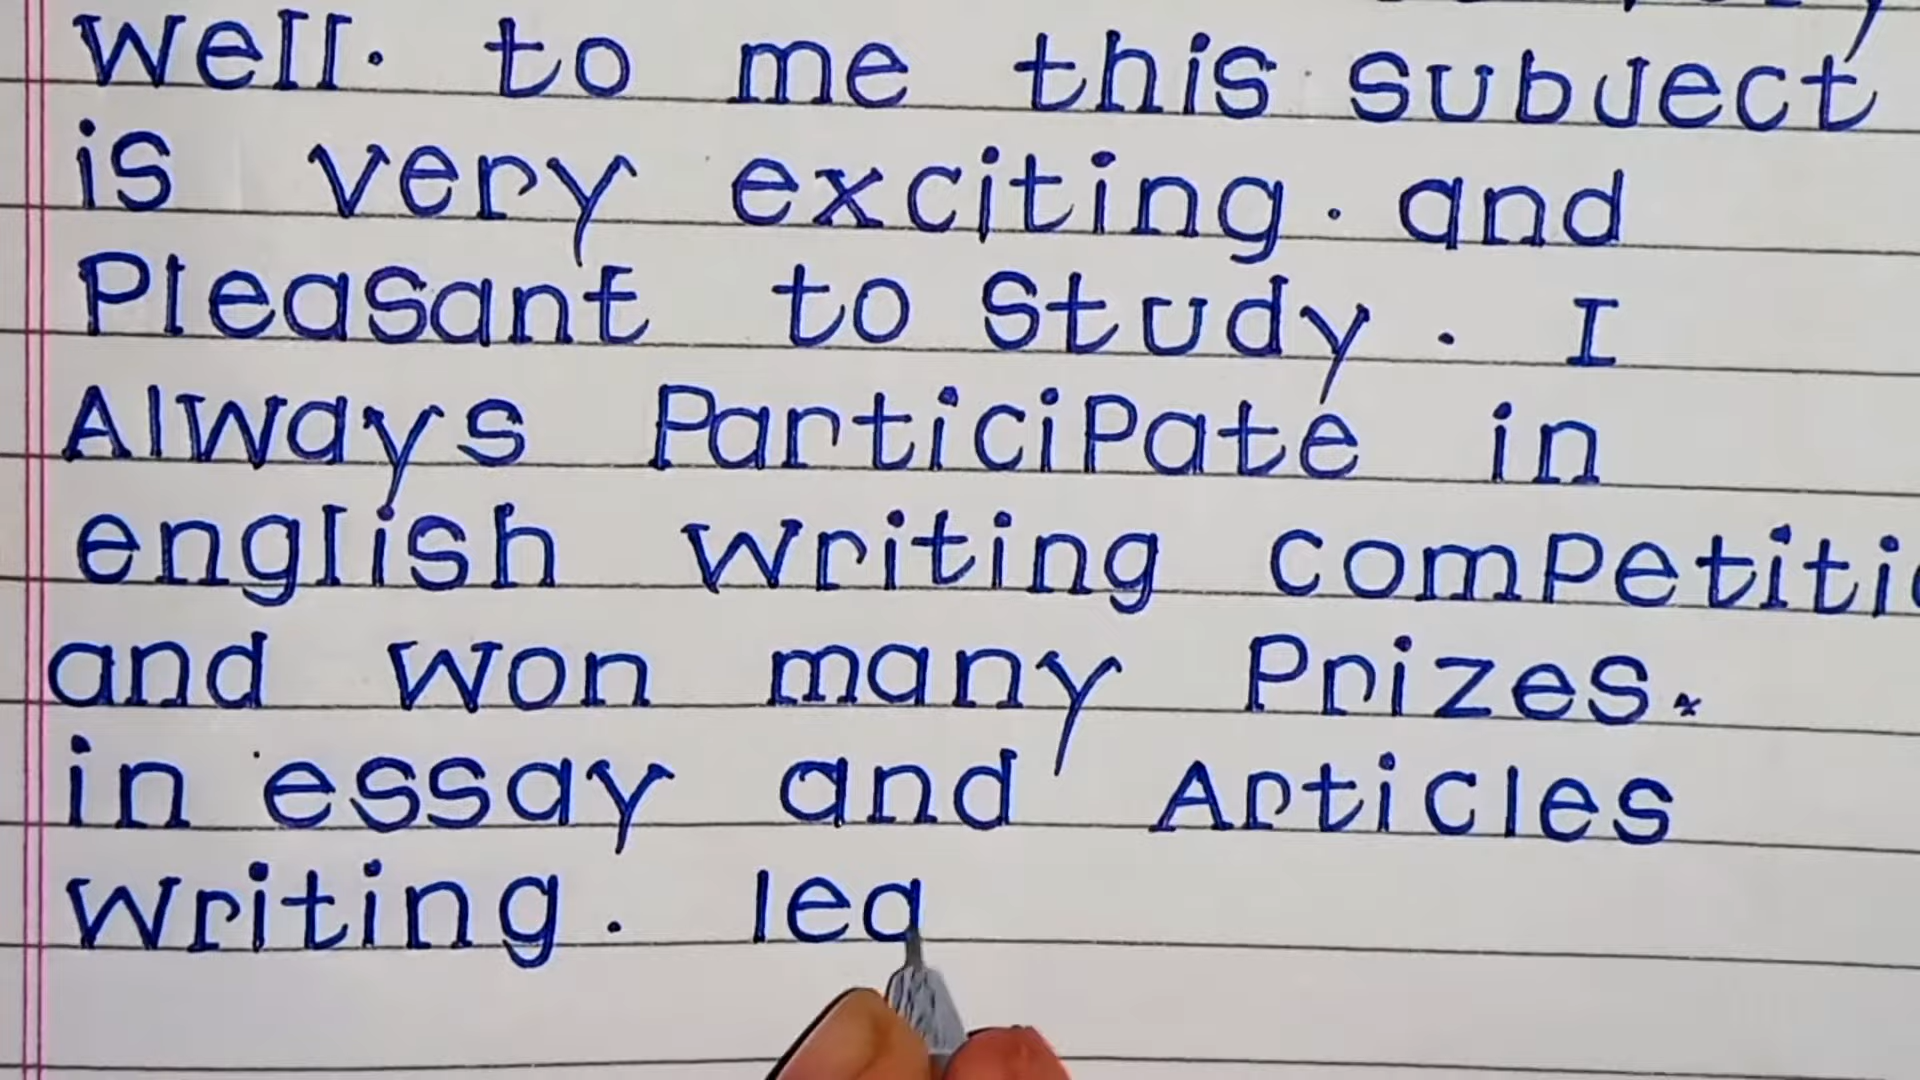 well. to me this subject
is very exciting. and
Pleasant to study. I
Always Participate in
english writing
and won many Prizes.
in essay and Articles
writing. lea